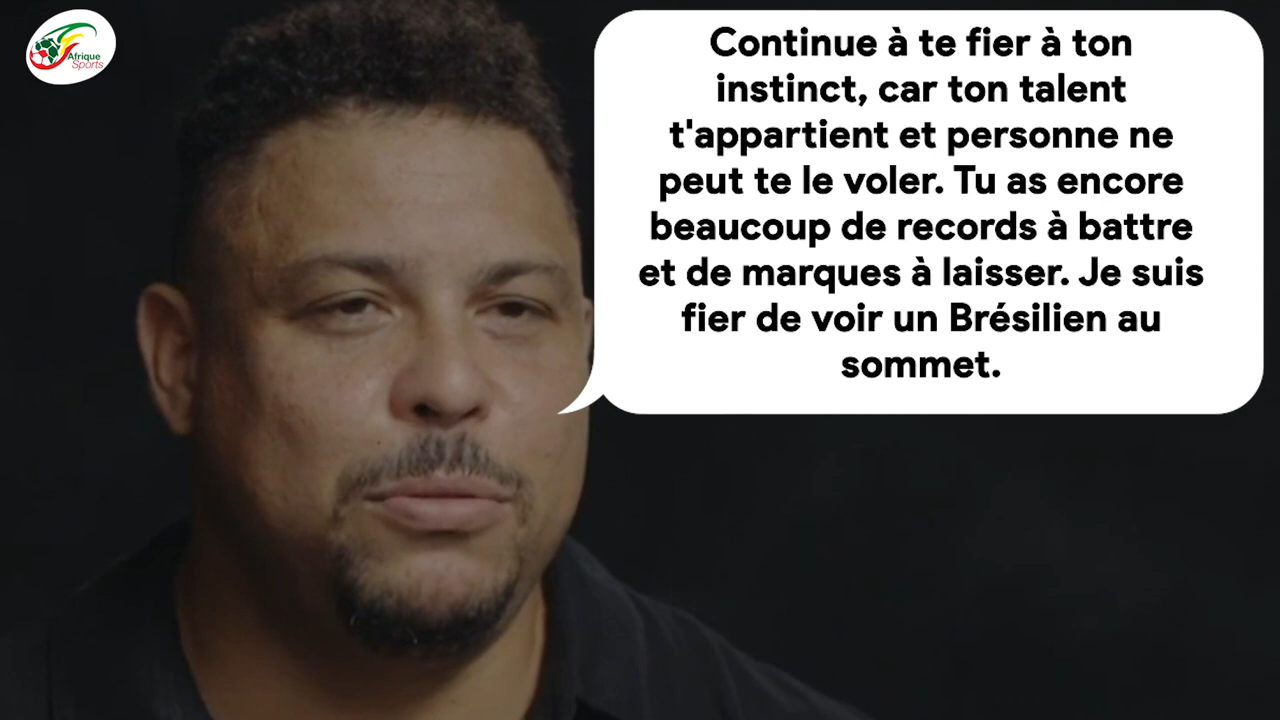 Afrique
Sports
Continue à te fier à ton
instinct, car ton talent
t'appartient et personne ne
peut te le voler. Tu as encore
beaucoup de records à battre
et de marques à laisser. Je suis
fier de voir un Brésilien au
sommet.